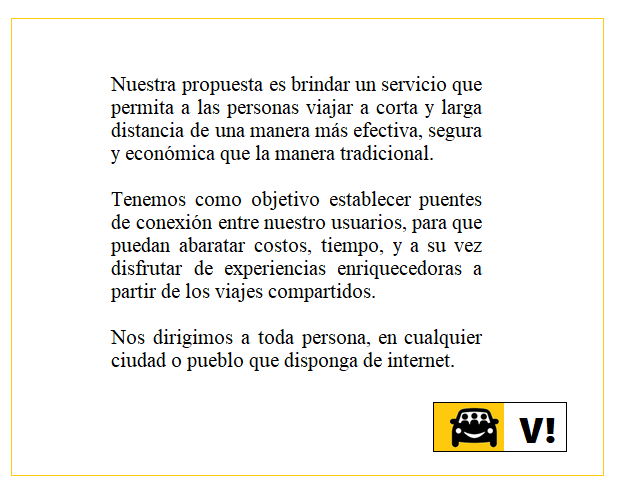 Nuestra propuesta es brindar un servicio que
permita a las personas viajar a corta y larga
distancia de una manera más efectiva, segura
y económica que la manera tradicional.
Tenemos como objetivo establecer puentes
de conexión entre nuestro usuarios, para que
puedan abaratar costos, tiempo, y a su vez
disfrutar de experiencias enriquecedoras a
partir de los viajes compartidos.
Nos dirigimos a toda persona, en cualquier
ciudad o pueblo que disponga de internet.
V!